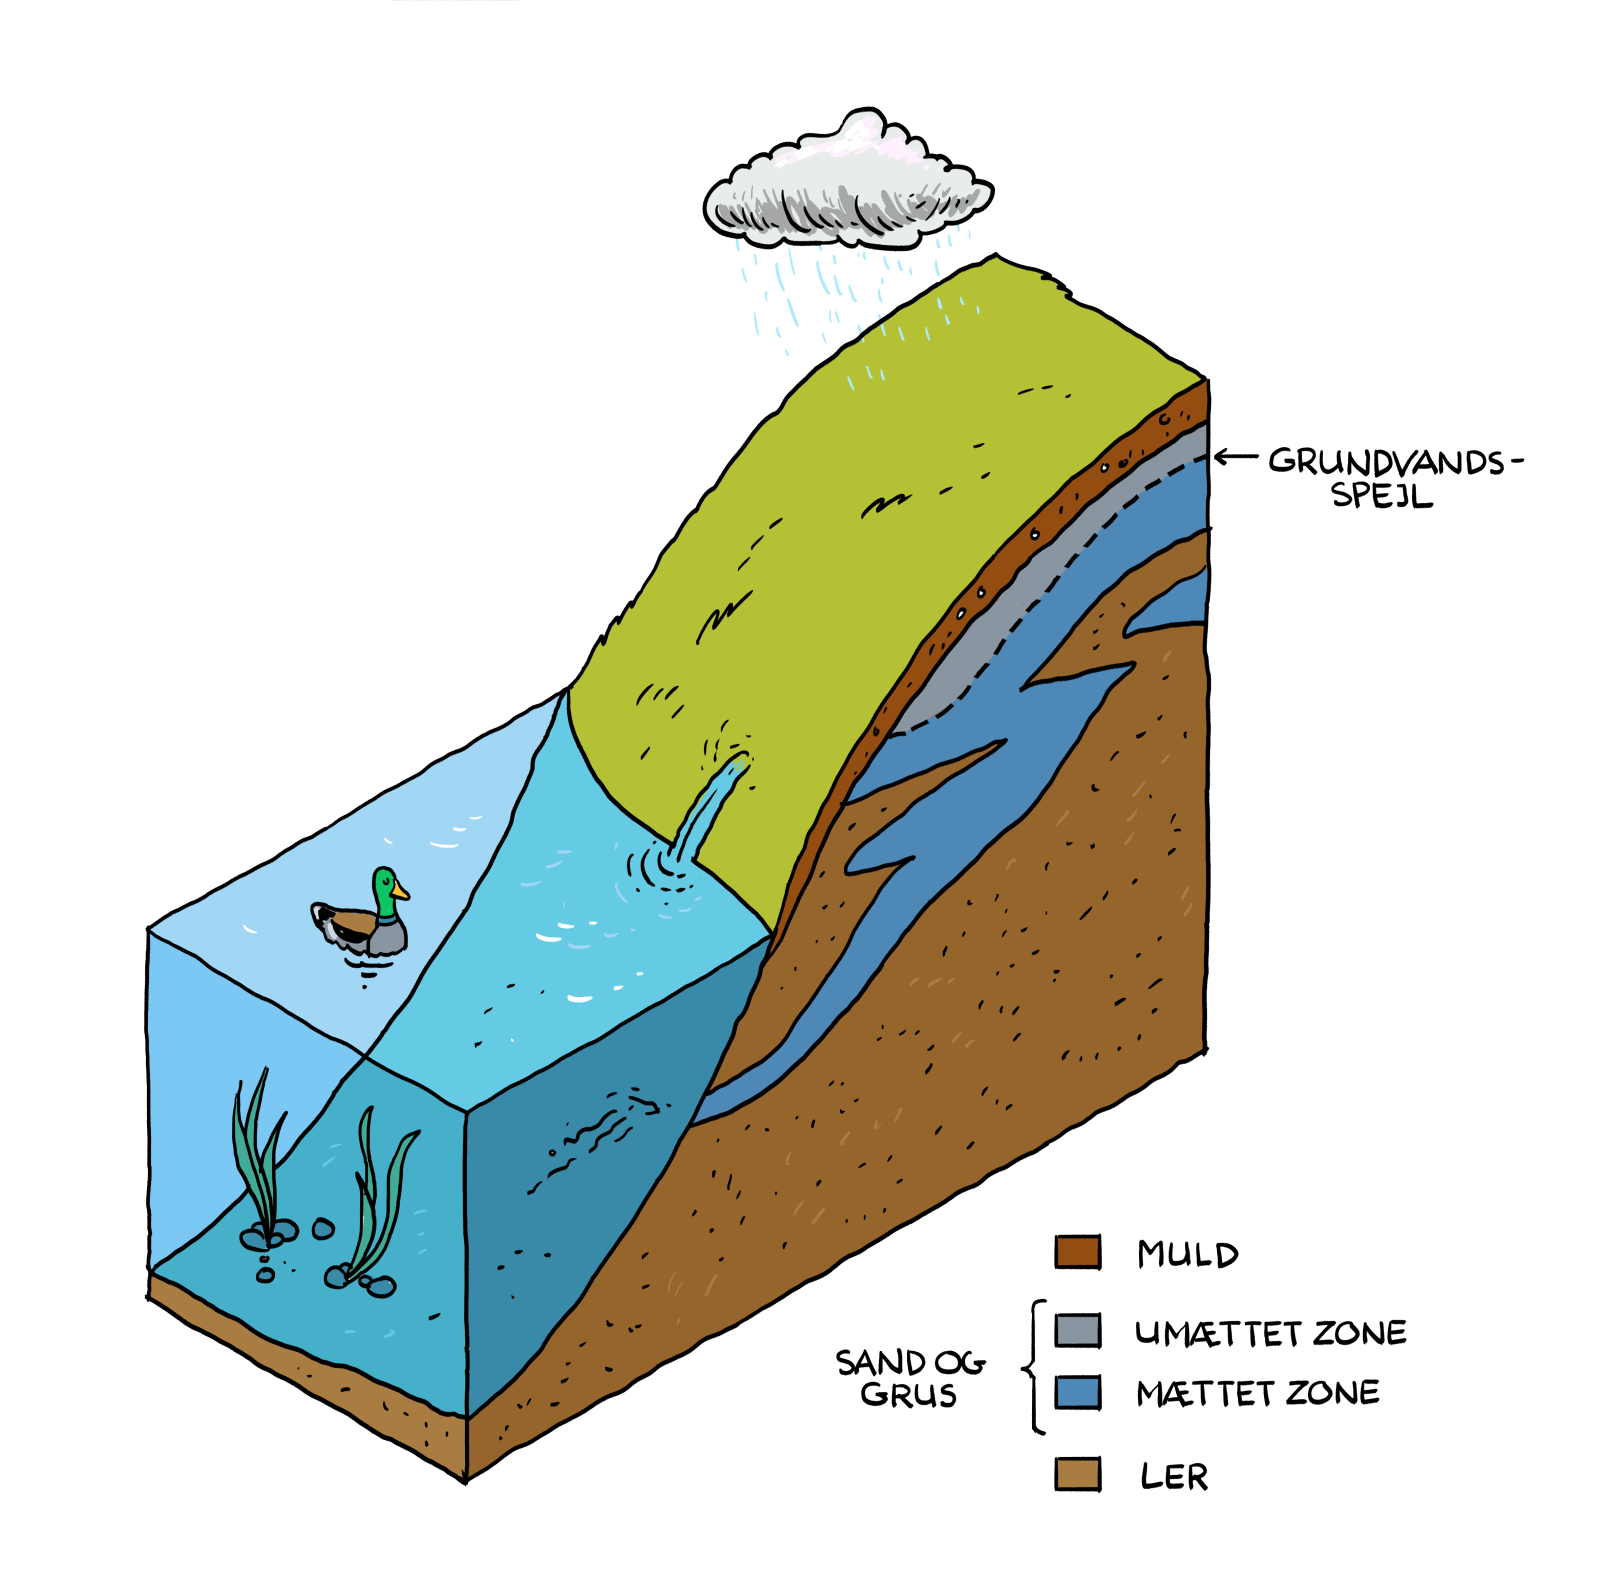 GRUNDVANDS-
SPEJL
MULD
UMÆTTET ZONE
SAND OG
GRUS
MÆTTET ZONE
LER